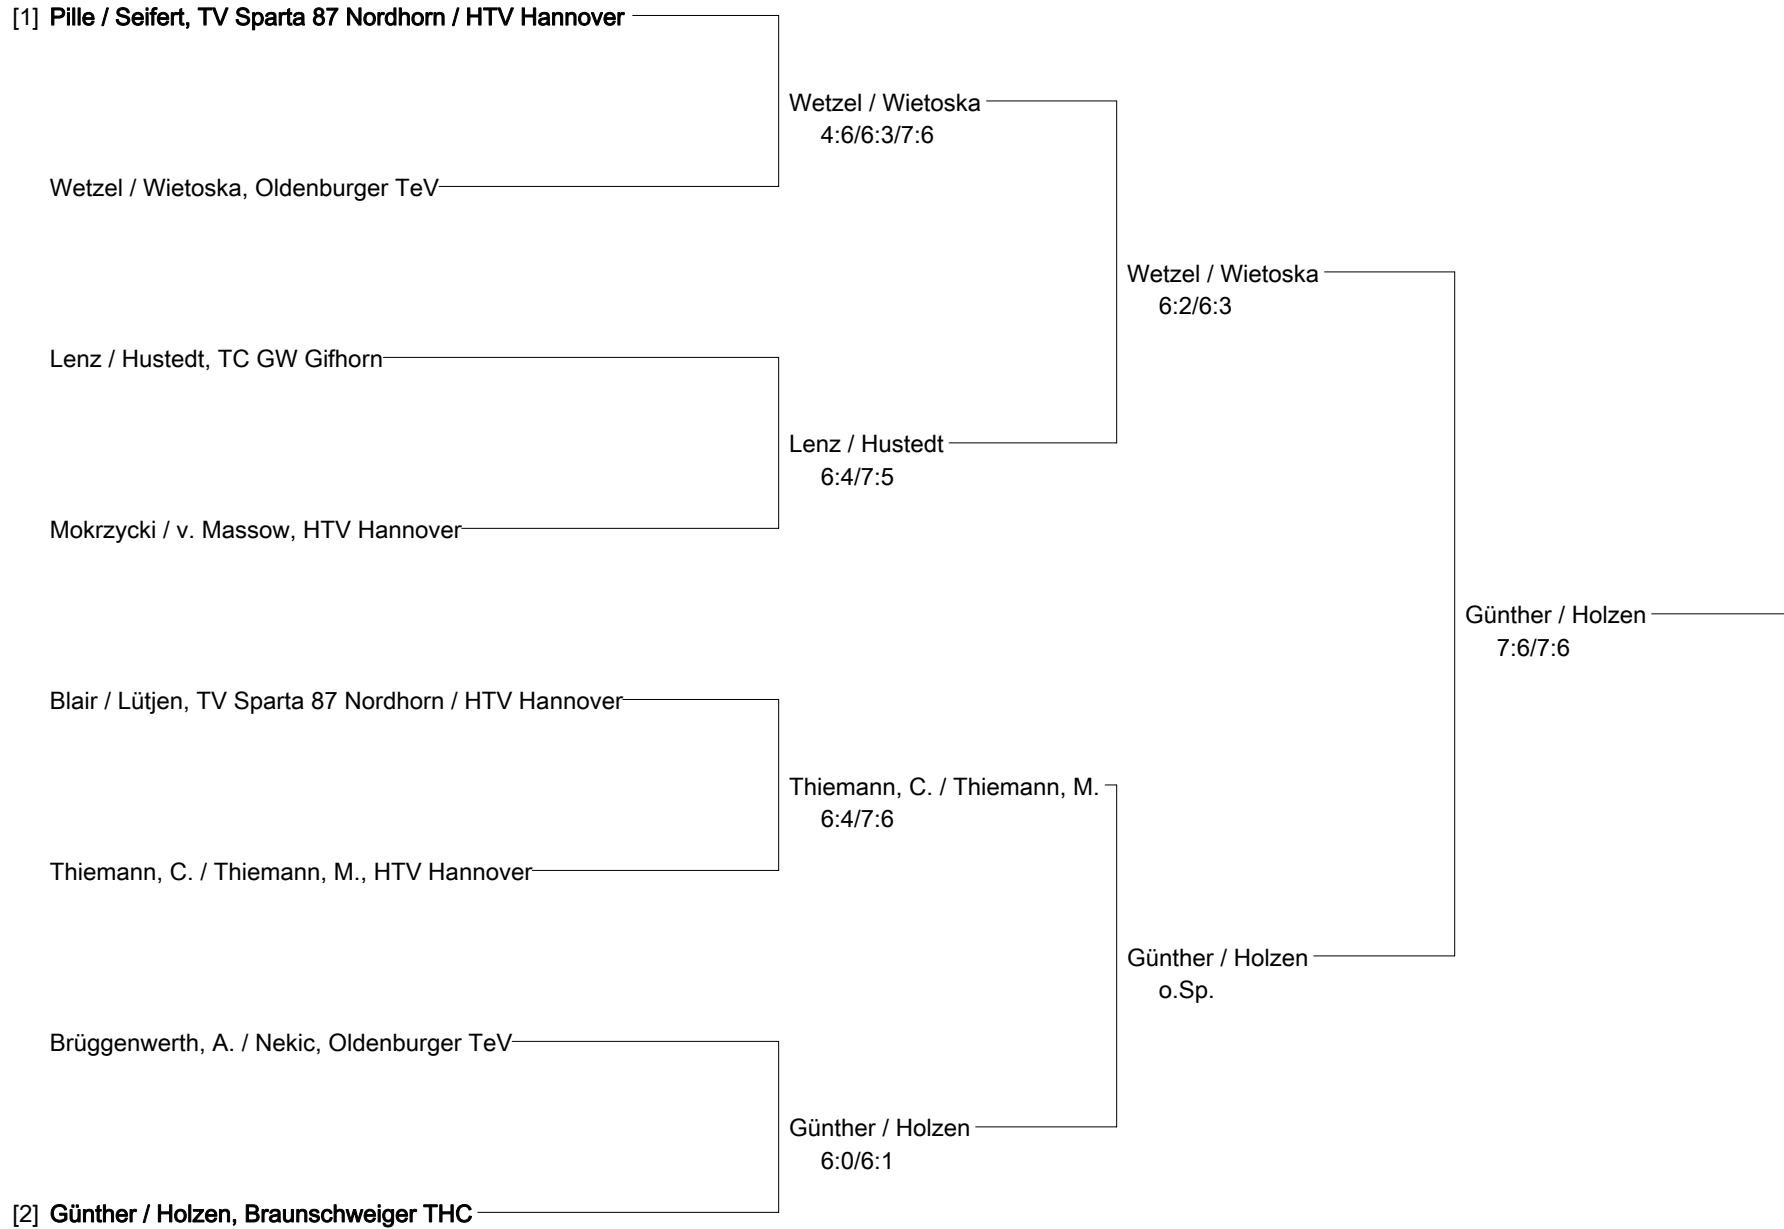 [1] Pille / Seifert, TV Sparta 87 Nordhorn / HTV Hannover
Wetzel / Wietoska
4:6/6:3/7:6
Wetzel / Wietoska, Oldenburger TeV
Wetzel / Wietoska
6:2/6:3
Lenz / Hustedt, TC GW Gifhorn
Lenz / Hustedt
6:4/7:5
Mokrzycki / v. Massow, HTV Hannover
Günther / Holzen
7:6/7:6
Blair / Lütjen, TV Sparta 87 Nordhorn / HTV Hannover
Thiemann, C. / Thiemann, M.
6:4/7:6
Thiemann, C. / Thiemann, M., HTV Hannover
Günther / Holzen
o.Sp.
Brüggenwerth, A. / Nekic, Oldenburger TeV
Günther / Holzen
6:0/6:1
[2] Günther / Holzen, Braunschweiger THC